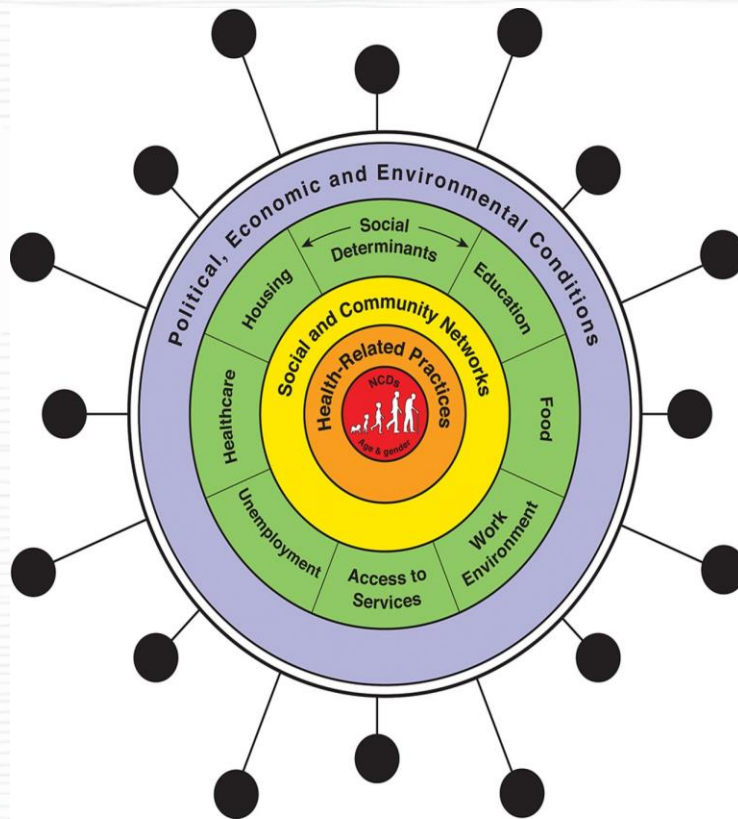 Political, Economic and Environmental Conditions
Social
Determinants
Housing
Education
Healthcare
Food
Unemployment
Work
Environment
Access to
Services
Social and Community Networks
Health-Related Practices
NCDs
Age & gender